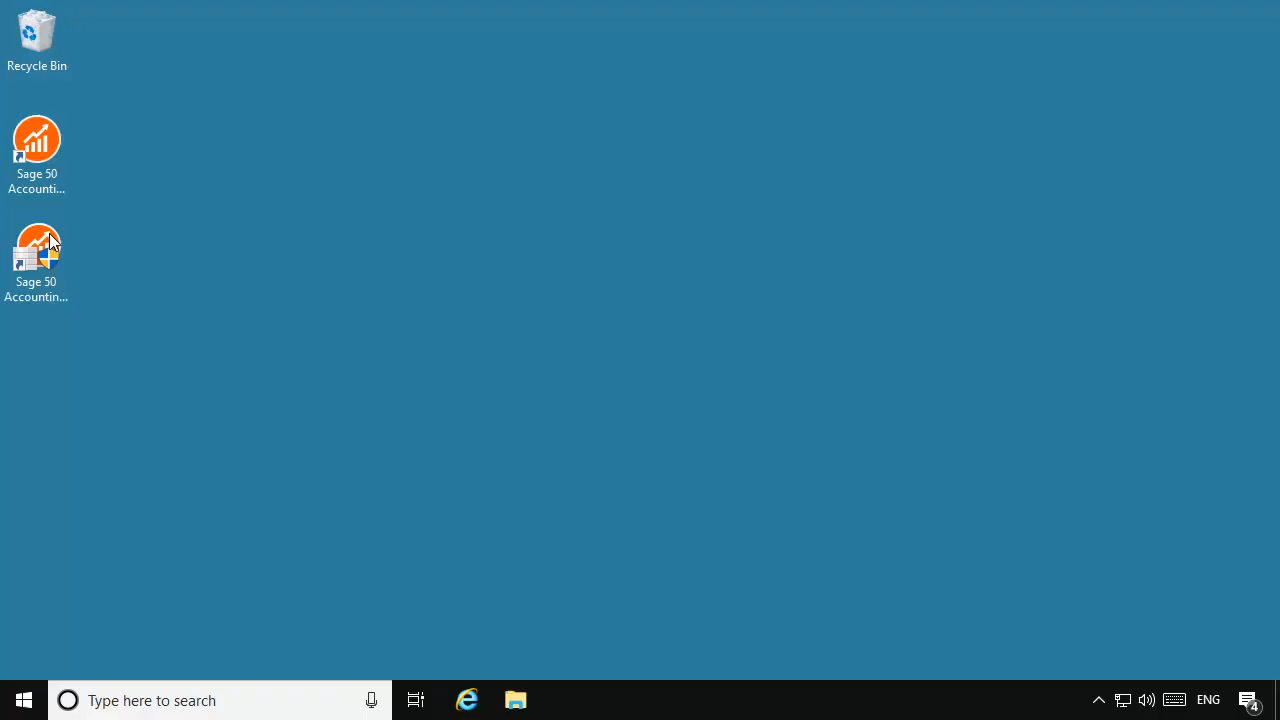 Recycle Bin
Sage 50
Accounti...
Sage 50
Accountin...
Type here to search
ENG
4